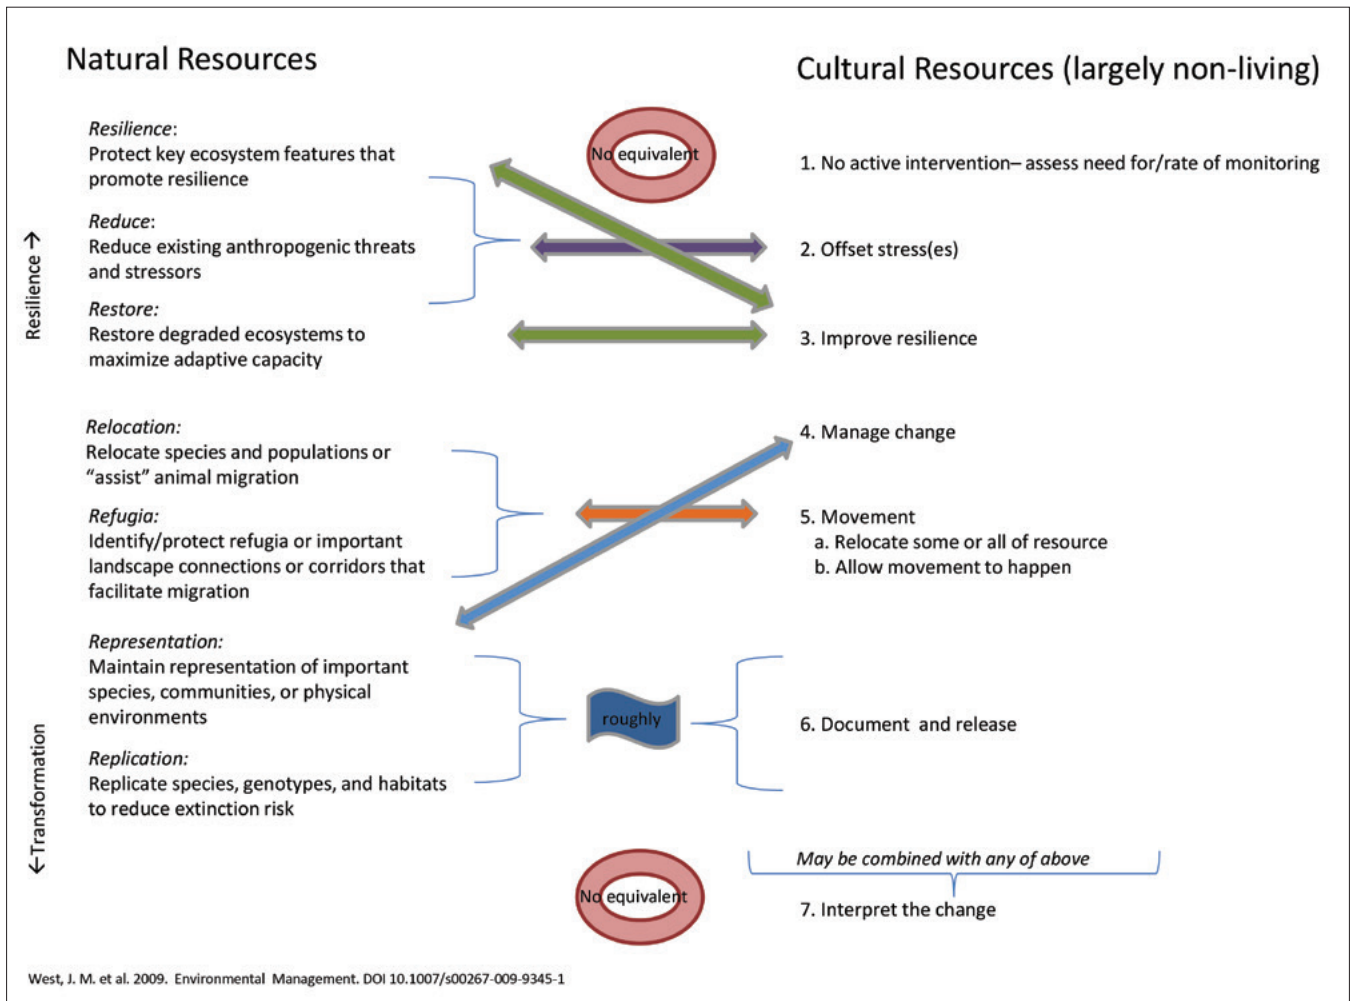 Natural Resources
Cultural Resources (largely non-living)
Resilience:
Protect key ecosystem features that
promote resilience
No equivalent
1. No active intervention– assess need for/rate of monitoring
Reduce:
Reduce existing anthropogenic threats
and stressors
2. Offset stress(es)
Resilience →
Restore:
Restore degraded ecosystems to
maximize adaptive capacity
3. Improve resilience
Relocation:
Relocate species and populations or
“assist” animal migration
4. Manage change
Refugia:
Identify/protect refugia or important
landscape connections or corridors that
facilitate migration
5. Movement
a. Relocate some or all of resource
b. Allow movement to happen
Representation:
Maintain representation of important
species, communities, or physical
environments
roughly
6. Document and release
←Transformation
Replication:
Replicate species, genotypes, and habitats
to reduce extinction risk
No equivalent
May be combined with any of above
7. Interpret the change
West, J. M. et al. 2009. Environmental Management. DOI 10.1007/s00267-009-9345-1